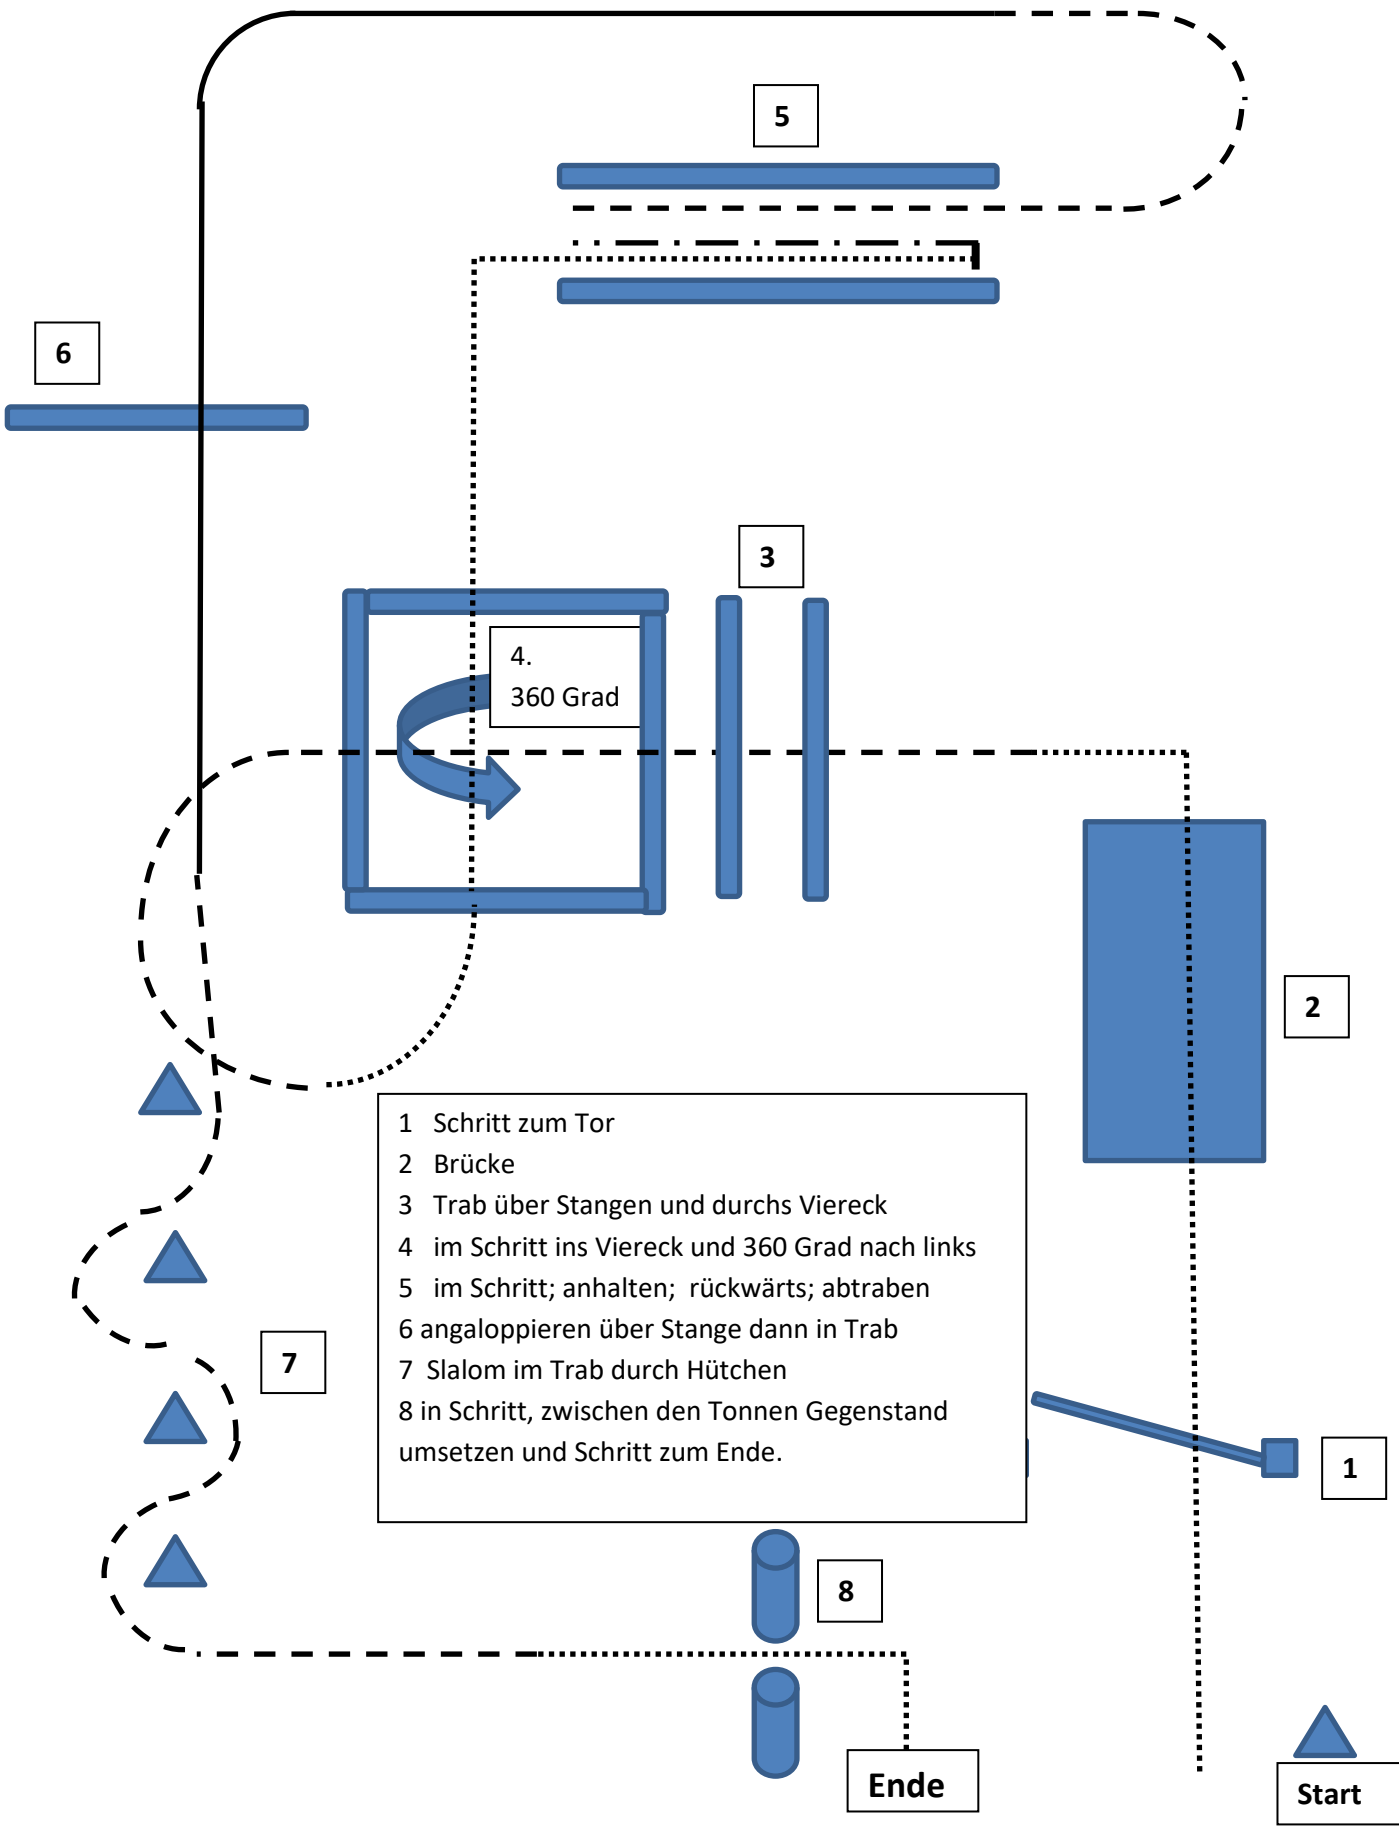 5
6
3
4.
360 Grad
2
1   Schritt zum Tor
2   Brücke
3   Trab über Stangen und durchs Viereck
4   im Schritt ins Viereck und 360 Grad nach links
5   im Schritt; anhalten;  rückwärts; abtraben
6 angaloppieren über Stange dann in Trab
7  Slalom im Trab durch Hütchen
8 in Schritt, zwischen den Tonnen Gegenstand
umsetzen und Schritt zum Ende.
7
1
8
Ende
Start